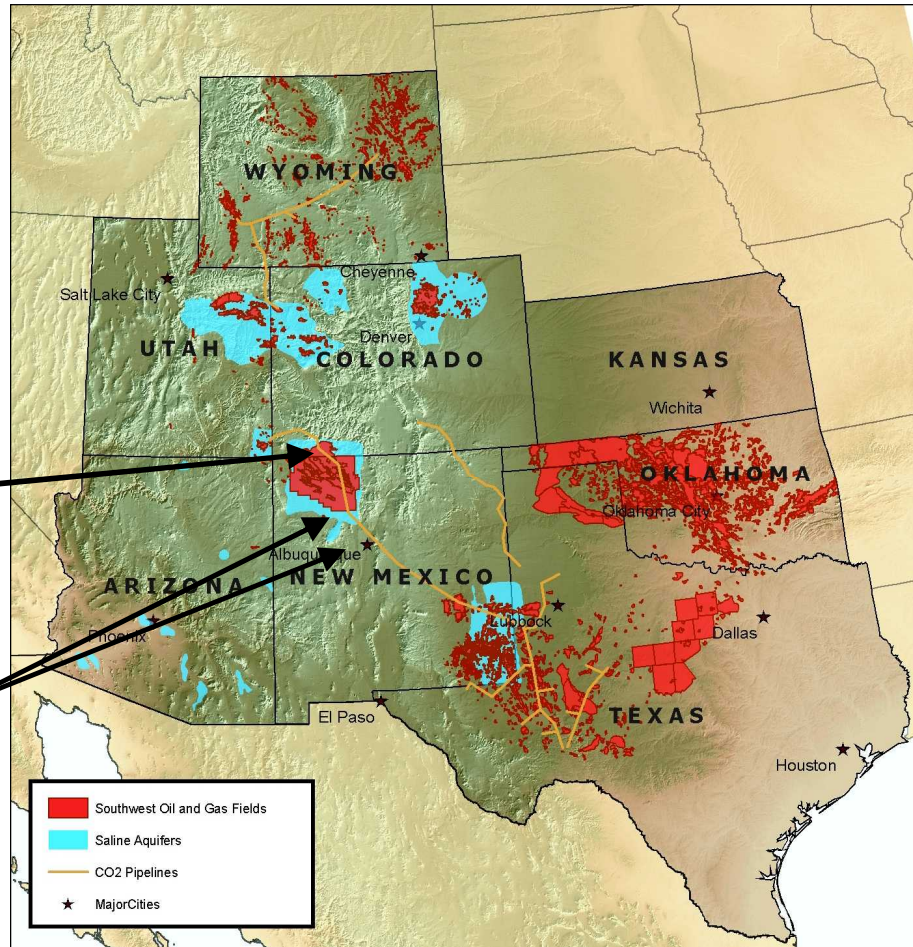 WYOMING
Cheyenne
Salt Lake City
Denver
UTAH
COLORADO
KANSAS
Wichita
OKLAHOMA
Oklahoma City
Albuquerque
ARIZONA
NEW MEXICO
Phoenix
Lubbock
Dallas
El Paso
TEXAS
Houston
Southwest Oil and Gas Fields
Saline Aquifers
CO2 Pipelines
MajorCities